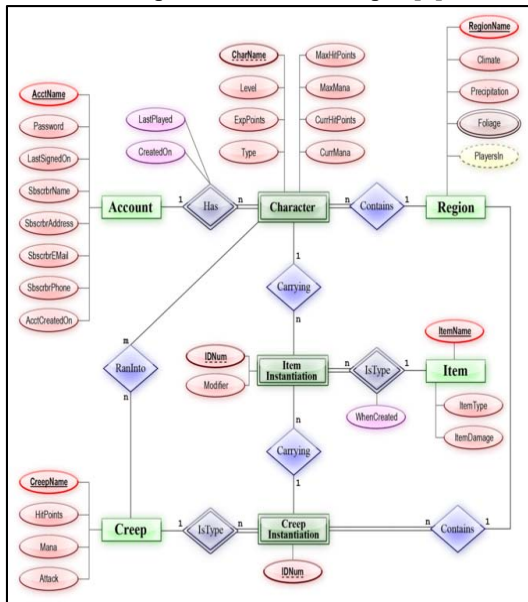 CharName
MaxHitPoints
RegionName
Level
MaxMana
Climate
AcctName
LastPlayed
ExpPoints
CurrHitPoints
Precipitation
Password
CreatedOn
Type
CurrMana
Foliage
LastSignedOn
PlayersIn
SbscrbrName
Account
1
Has
n
Character
n
Contains
1
Region
SbscrbrAddress
SbscrbrEMail
SbscrbrPhone
AcctCreatedOn
1
Carrying
m
n
ItemName
RanInto
IDNum
Modifier
Item
Instantiation
n
IsType
1
Item
WhenCreated
ItemType
ItemDamage
n
n
Carrying
CreepName
HitPoints
1
1
Creep
1
IsType
n
Creep
Instantiation
n
Contains
Mana
Attack
IDNum